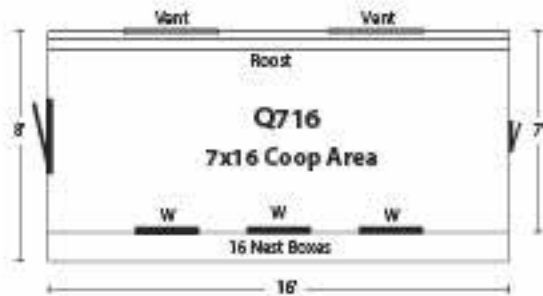 Vent Vent
Roost
8' Q716 7'
7x16 Coop Area
W W W
16 Nest Boxes
16'